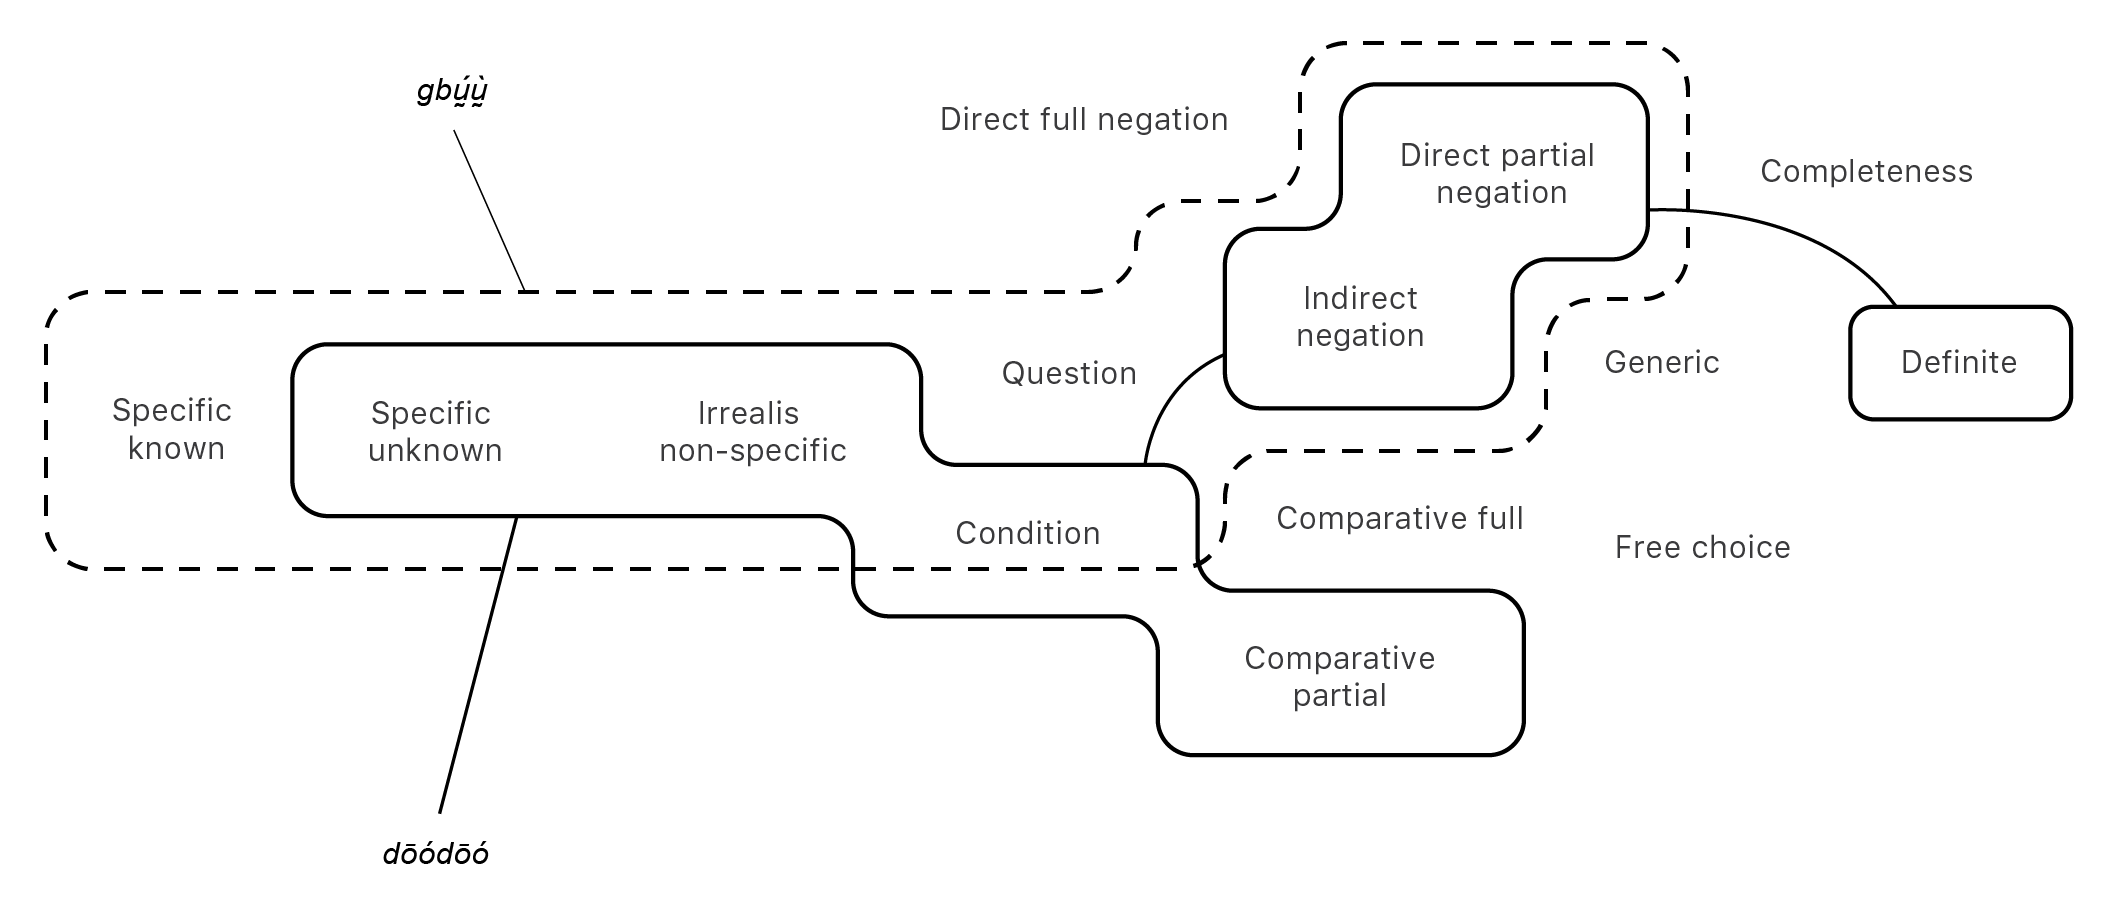 gbṵ́ṵ̀
Direct full negation
Direct partial
negation
Completeness
Indirect
negation
Question
Generic
Definite
Specific
known
Specific
unknown
Irrealis
non-specific
Condition
Comparative full
Free choice
Comparative
partial
dōódōó